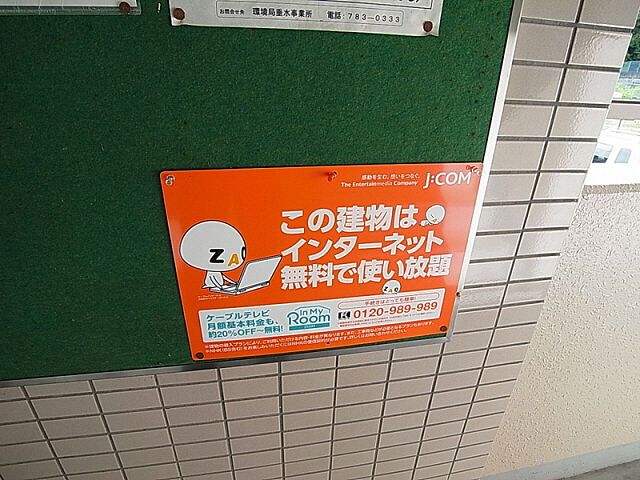 お問合せ先 環境局垂水事業所 電話:783-0333
感動を生む。想いをつなぐ。
The Entertainmedia Company J:COM
この建物は
インターネット
無料で使い放題
ZAQ
ケーブルテレビ
月額基本料金も、
約20%OFF~無料!
in My Room
手続きはとっても簡単!
0120-989-989